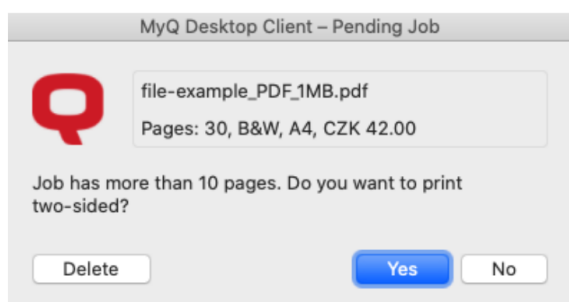 MyQ Desktop Client – Pending Job
file-example_PDF_1MB.pdf
Pages: 30, B&W, A4, CZK 42.00
Job has more than 10 pages. Do you want to print
two-sided?
Delete
Yes
No